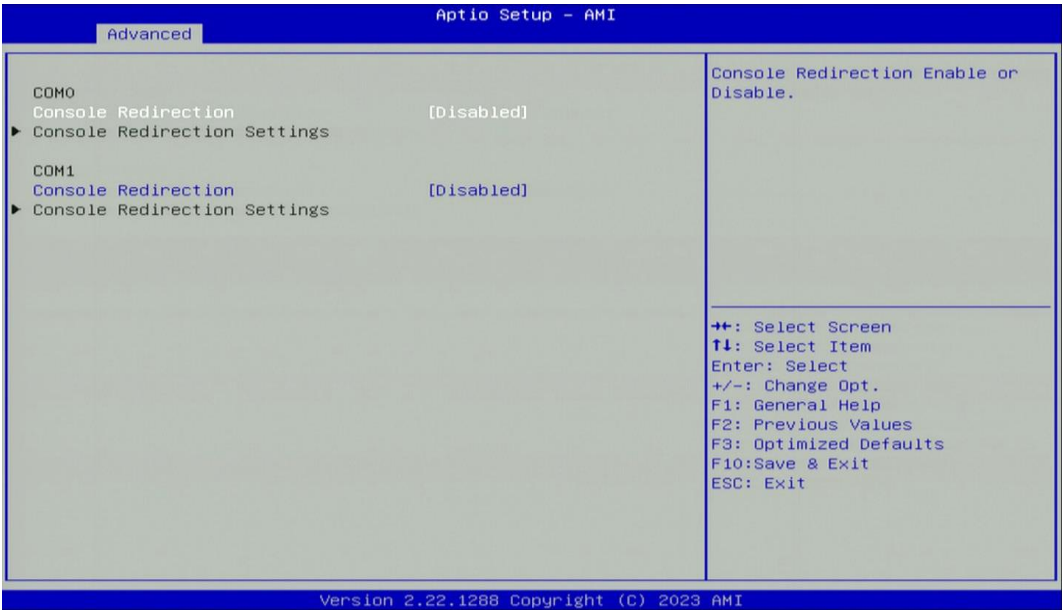 Aptio Setup - AMI
Advanced
COM0
Console Redirection [Disabled]
▶ Console Redirection Settings
COM1
Console Redirection [Disabled]
▶ Console Redirection Settings
Console Redirection Enable or
Disable.
→←: Select Screen
↑↓: Select Item
Enter: Select
+/-: Change Opt.
F1: General Help
F2: Previous Values
F3: Optimized Defaults
F10:Save & Exit
ESC: Exit
Version 2.22.1288 Copyright (C) 2023 AMI